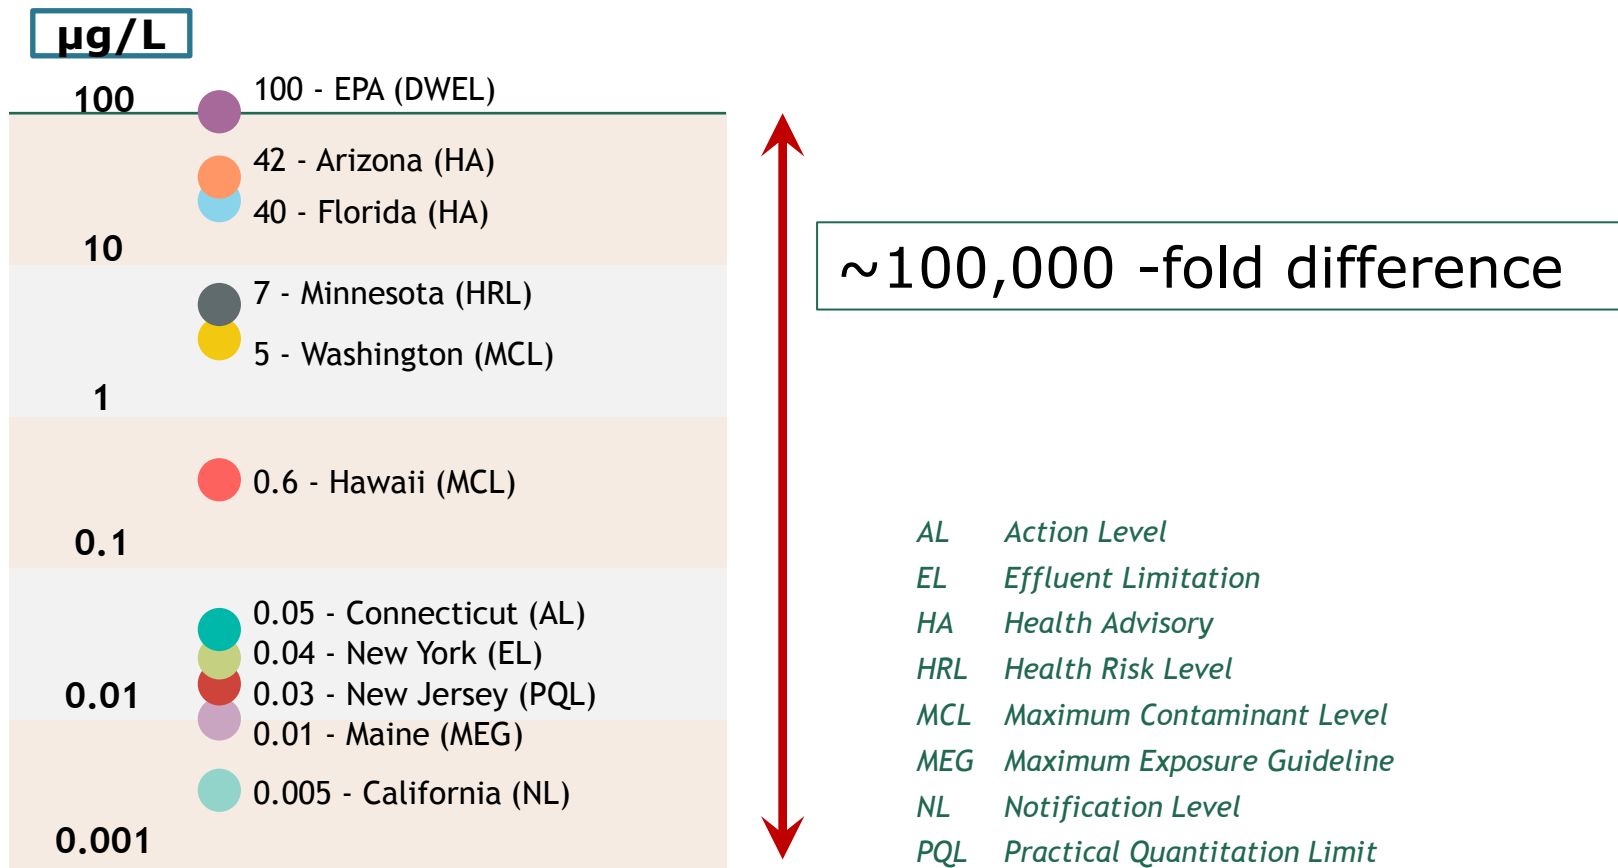 µg/L
100
100 - EPA (DWEL)
42 - Arizona (HA)
40 - Florida (HA)
10
7 - Minnesota (HRL)
5 - Washington (MCL)
1
0.6 - Hawaii (MCL)
0.1
0.05 - Connecticut (AL)
0.04 - New York (EL)
0.03 - New Jersey (PQL)
0.01
0.01 - Maine (MEG)
0.005 - California (NL)
0.001
~100,000 -fold difference
AL Action Level
EL Effluent Limitation
HA Health Advisory
HRL Health Risk Level
MCL Maximum Contaminant Level
MEG Maximum Exposure Guideline
NL Notification Level
PQL Practical Quantitation Limit